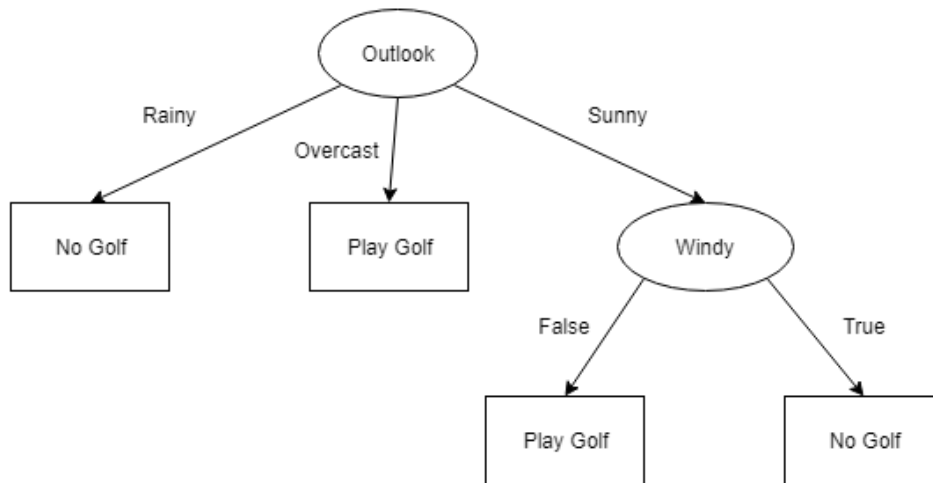 Outlook
Rainy
Overcast
Sunny
No Golf
Play Golf
Windy
False
True
Play Golf
No Golf